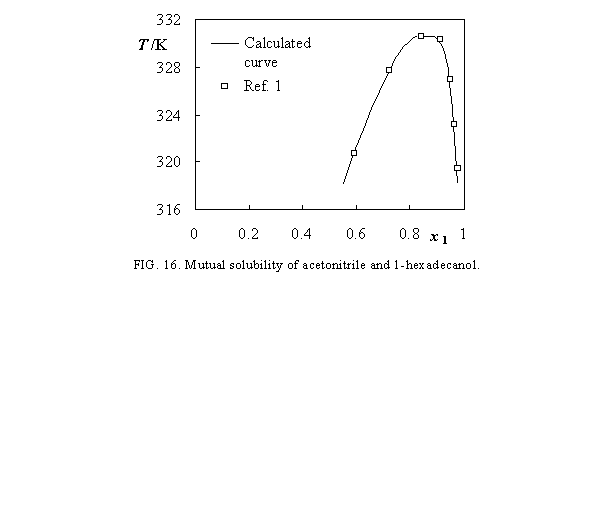 332
T/K
Calculated
curve
328
Ref. 1
324
320
316
0 0.2 0.4 0.6 0.8 x 1 1
FIG. 16. Mutual solubility of acetonitrile and 1-hexadecanol.